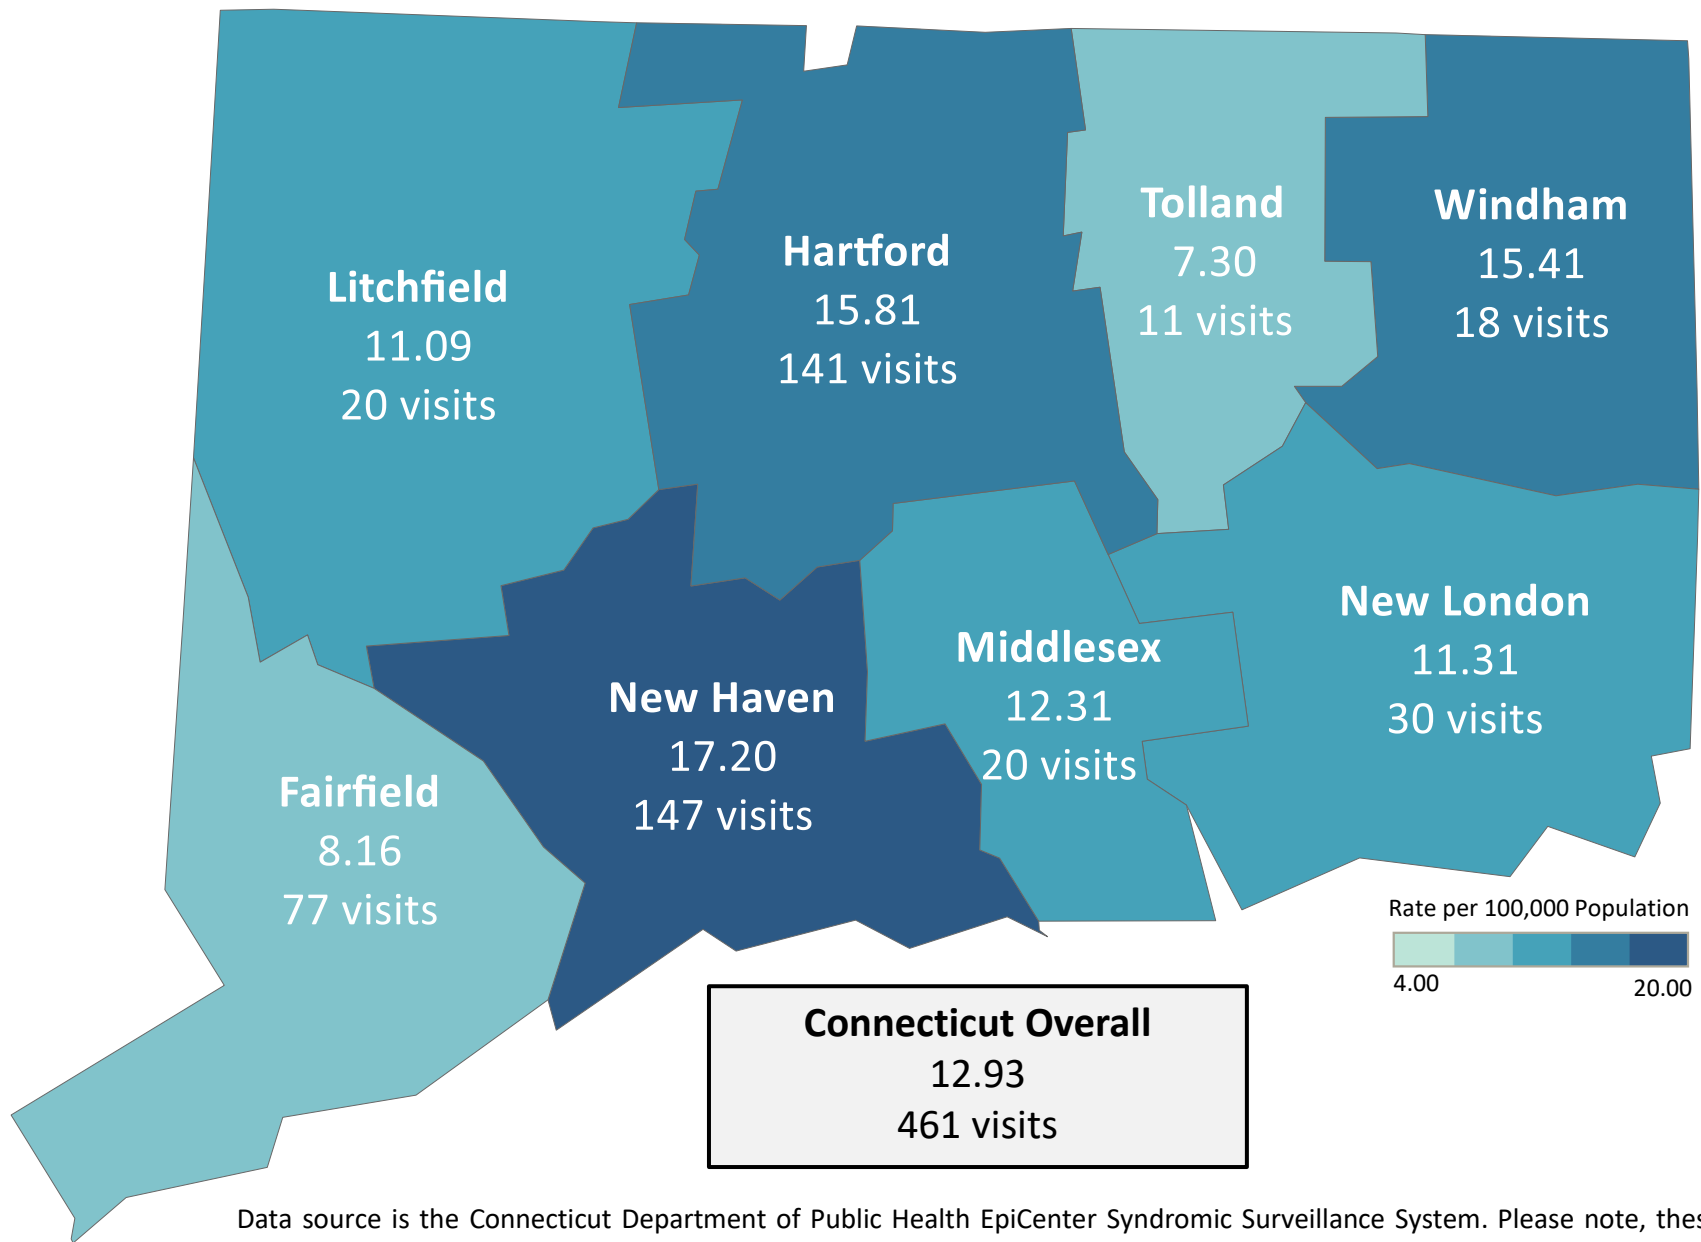 Litchfield
11.09
20 visits
Hartford
15.81
141 visits
Tolland
7.30
11 visits
Windham
15.41
18 visits
Fairfield
8.16
77 visits
New Haven
17.20
147 visits
Middlesex
12.31
20 visits
New London
11.31
30 visits
Rate per 100,000 Population
4.00
20.00
Connecticut Overall
12.93
461 visits
Data source is the Connecticut Department of Public Health EpiCenter Syndromic Surveillance System. Please note,